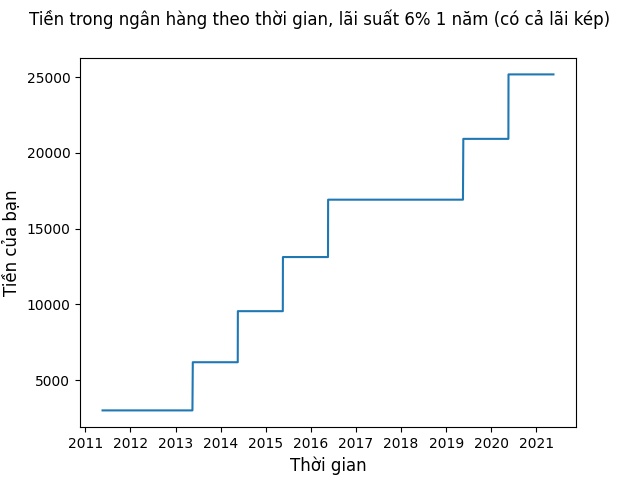 Tiền trong ngân hàng theo thời gian, lãi suất 6% 1 năm (có cả lãi kép)
25000
20000
15000
10000
5000
Tiền của bạn
2011 2012 2013 2014 2015 2016 2017 2018 2019 2020 2021
Thời gian